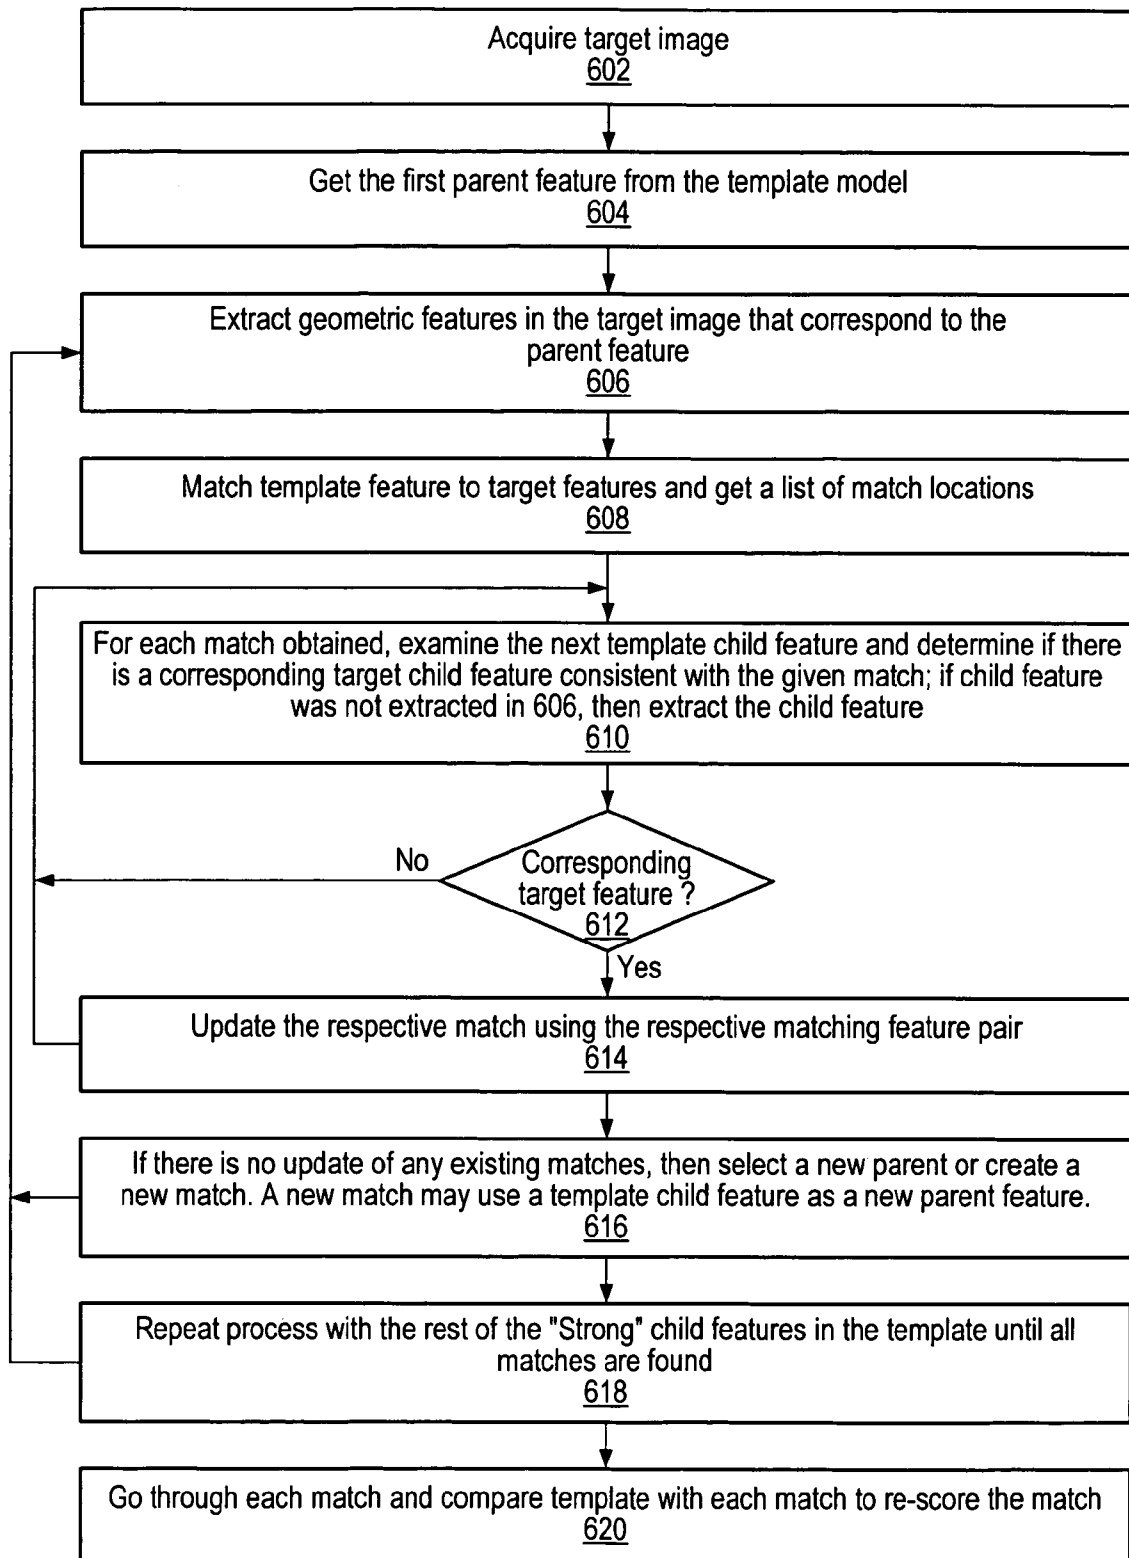 Acquire target image
602
Get the first parent feature from the template model
604
Extract geometric features in the target image that correspond to the
parent feature
606
Match template feature to target features and get a list of match locations
608
For each match obtained, examine the next template child feature and determine if there
is a corresponding target child feature consistent with the given match; if child feature
was not extracted in 606, then extract the child feature
610
No
Corresponding
target feature ?
612
Yes
Update the respective match using the respective matching feature pair
614
If there is no update of any existing matches, then select a new parent or create a
new match. A new match may use a template child feature as a new parent feature.
616
Repeat process with the rest of the "Strong" child features in the template until all
matches are found
618
Go through each match and compare template with each match to re-score the match
620